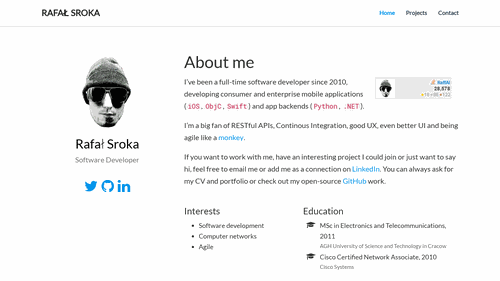 RAFAŁ SROKA
Home Projects Contact
Rafał Sroka
Software Developer
About me
I've been a full-time software developer since 2010,
developing consumer and enterprise mobile applications
( iOS, ObjC, Swift ) and app backends ( Python, .NET ).
I'm a big fan of RESTful APIs, Continous Integration, good UX, even better UI and being
agile like a monkey.
If you want to work with me, have an interesting project I could join or just want to say
hi, feel free to email me or add me as a connection on LinkedIn. You can always ask for
my CV and portfolio or check out my open-source GitHub work.
Interests
Software development
Computer networks
Agile
Education
MSc in Electronics and Telecommunications,
2011
AGH University of Science and Technology in Cracow
Cisco Certified Network Associate, 2010
Cisco Systems